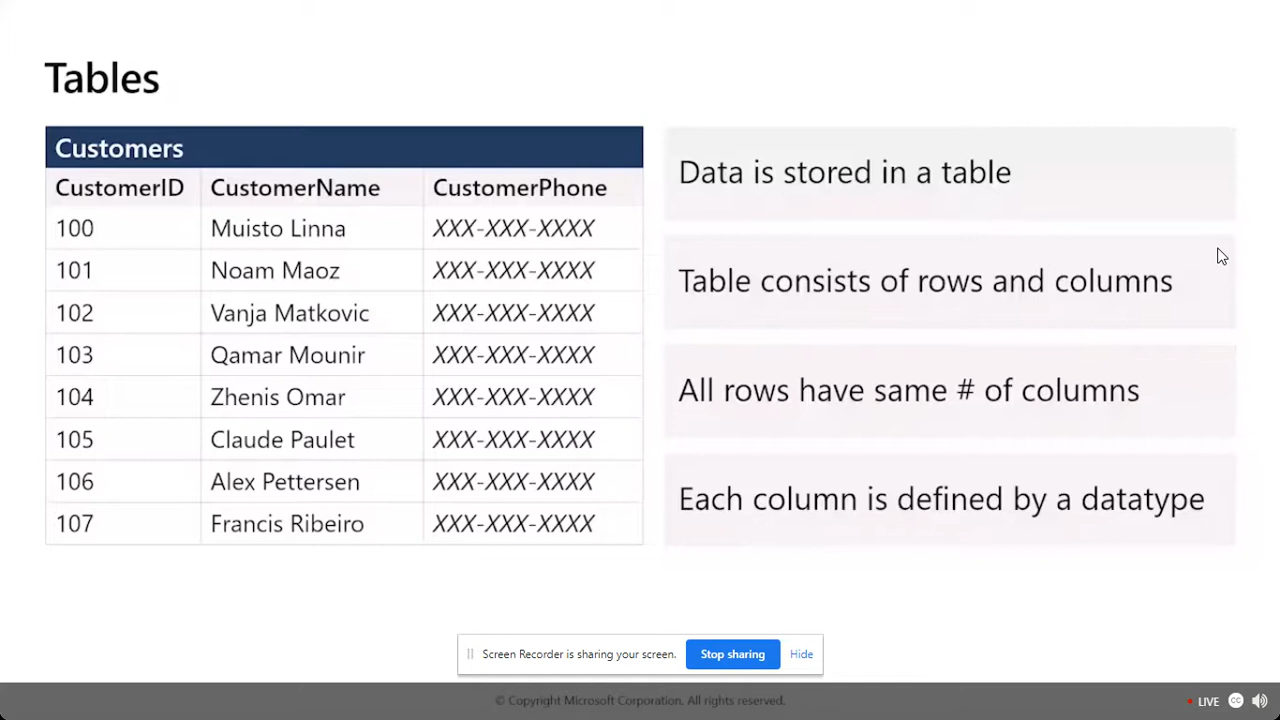 Tables
Customers
CustomerID CustomerName CustomerPhone
100 Muisto Linna XXX-XXX-XXXX
101 Noam Maoz XXX-XXX-XXXX
102 Vanja Matkovic XXX-XXX-XXXX
103 Qamar Mounir XXX-XXX-XXXX
104 Zhenis Omar XXX-XXX-XXXX
105 Claude Paulet XXX-XXX-XXXX
106 Alex Pettersen XXX-XXX-XXXX
107 Francis Ribeiro XXX-XXX-XXXX
Data is stored in a table
Table consists of rows and columns
All rows have same # of columns
Each column is defined by a datatype
Screen Recorder is sharing your screen. Stop sharing Hide
© Copyright Microsoft Corporation. All rights reserved.
LIVE CC